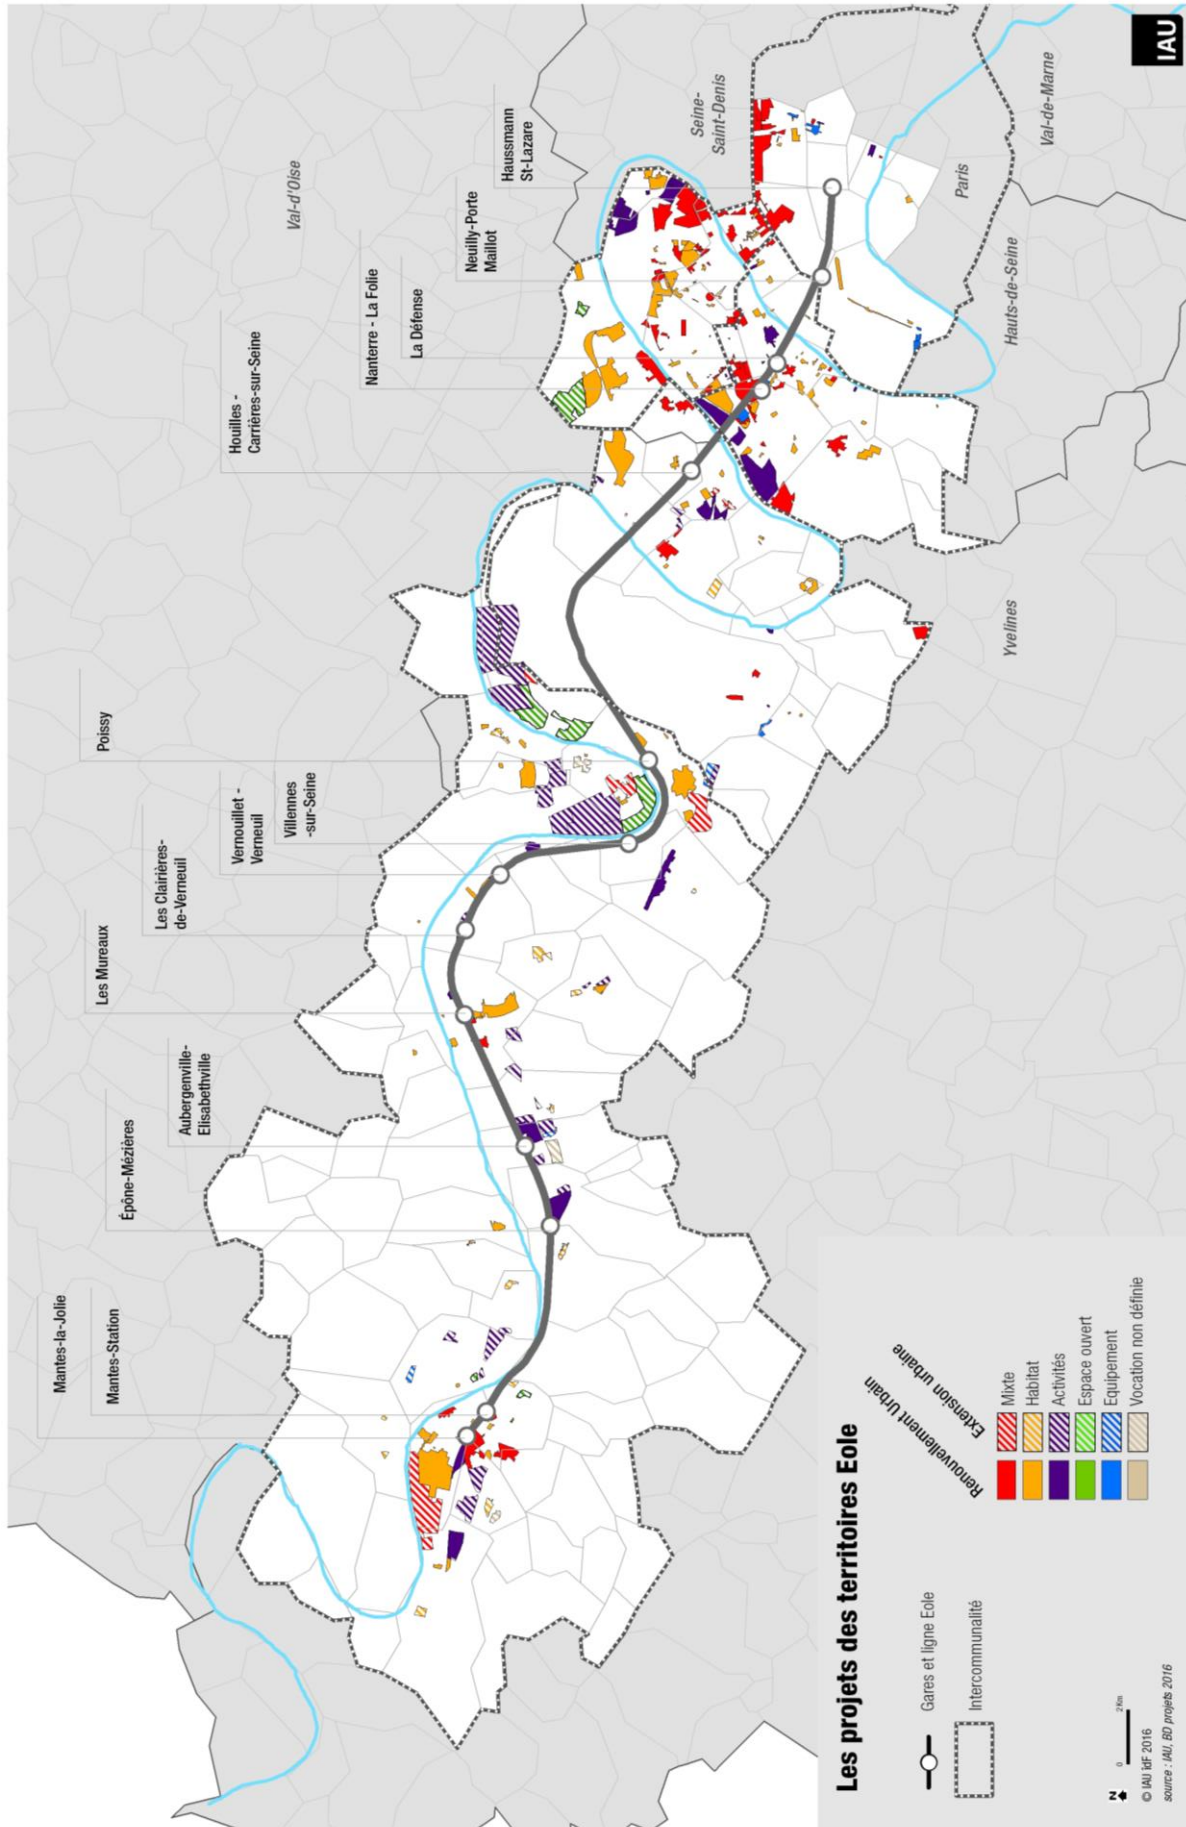 IAU
Val-d'Oise
Seine-
Saint-Denis
Val-de-Marne
Paris
Hauts-de-Seine
Yvelines
Mantes-la-Jolie
Mantes-Station
Épône-Mézières
Aubergenville-
Elisabethville
Les Mureaux
Les Clairières-
de-Verneuil
Vernouillet -
Verneuil
Villennes
-sur-Seine
Poissy
Houilles -
Carrières-sur-Seine
Nanterre - La Folie
La Défense
Neuilly-Porte
Maillot
Haussmann
St-Lazare
Les projets des territoires Eole
Gares et ligne Eole
Intercommunalité
Renouvellement Urbain
Extension urbaine
Mixte
Habitat
Activités
Espace ouvert
Equipement
Vocation non définie
N
0 2 Km
© IAU îdF 2016
source : IAU, BD projets 2016